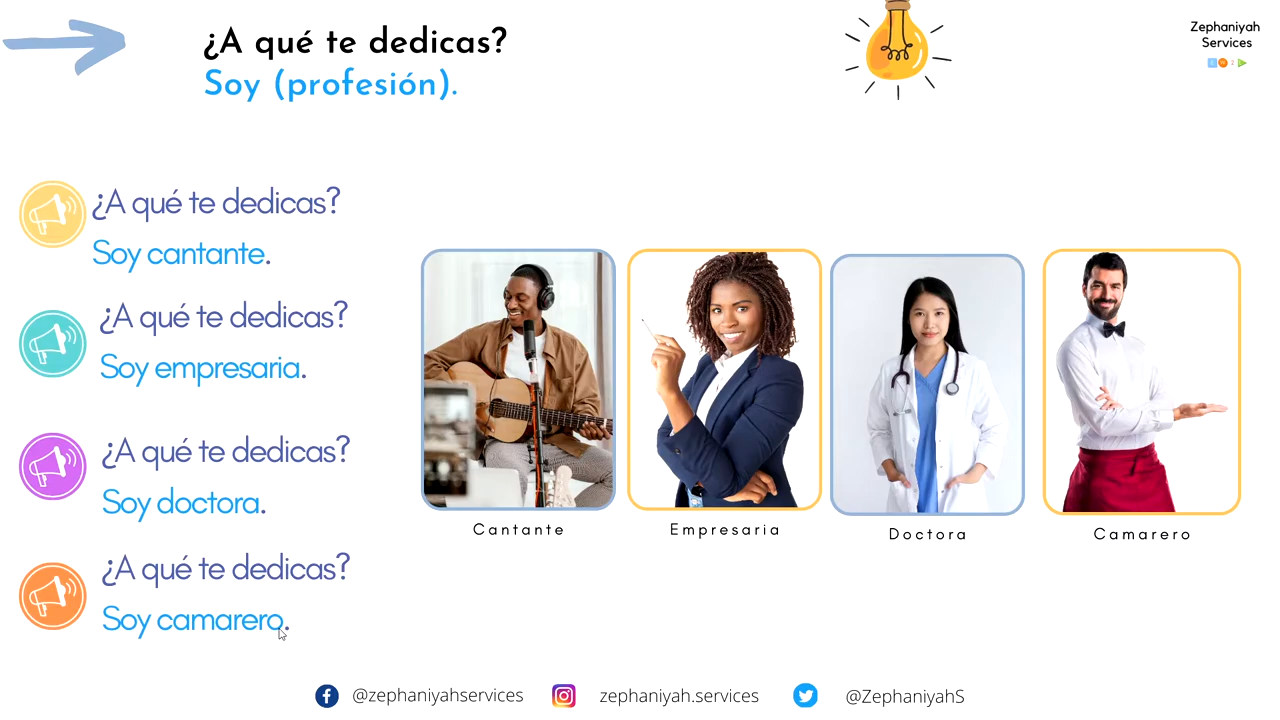 ¿A qué te dedicas?
Soy (profesión).
Zephaniyah
Services
¿A qué te dedicas?
Soy cantante.
¿A qué te dedicas?
Soy empresaria.
¿A qué te dedicas?
Soy doctora.
¿A qué te dedicas?
Soy camarero.
Cantante
Empresaria
Doctora
Camarero
@zephaniyahservices
zephaniyah.services
@ZephaniyahS